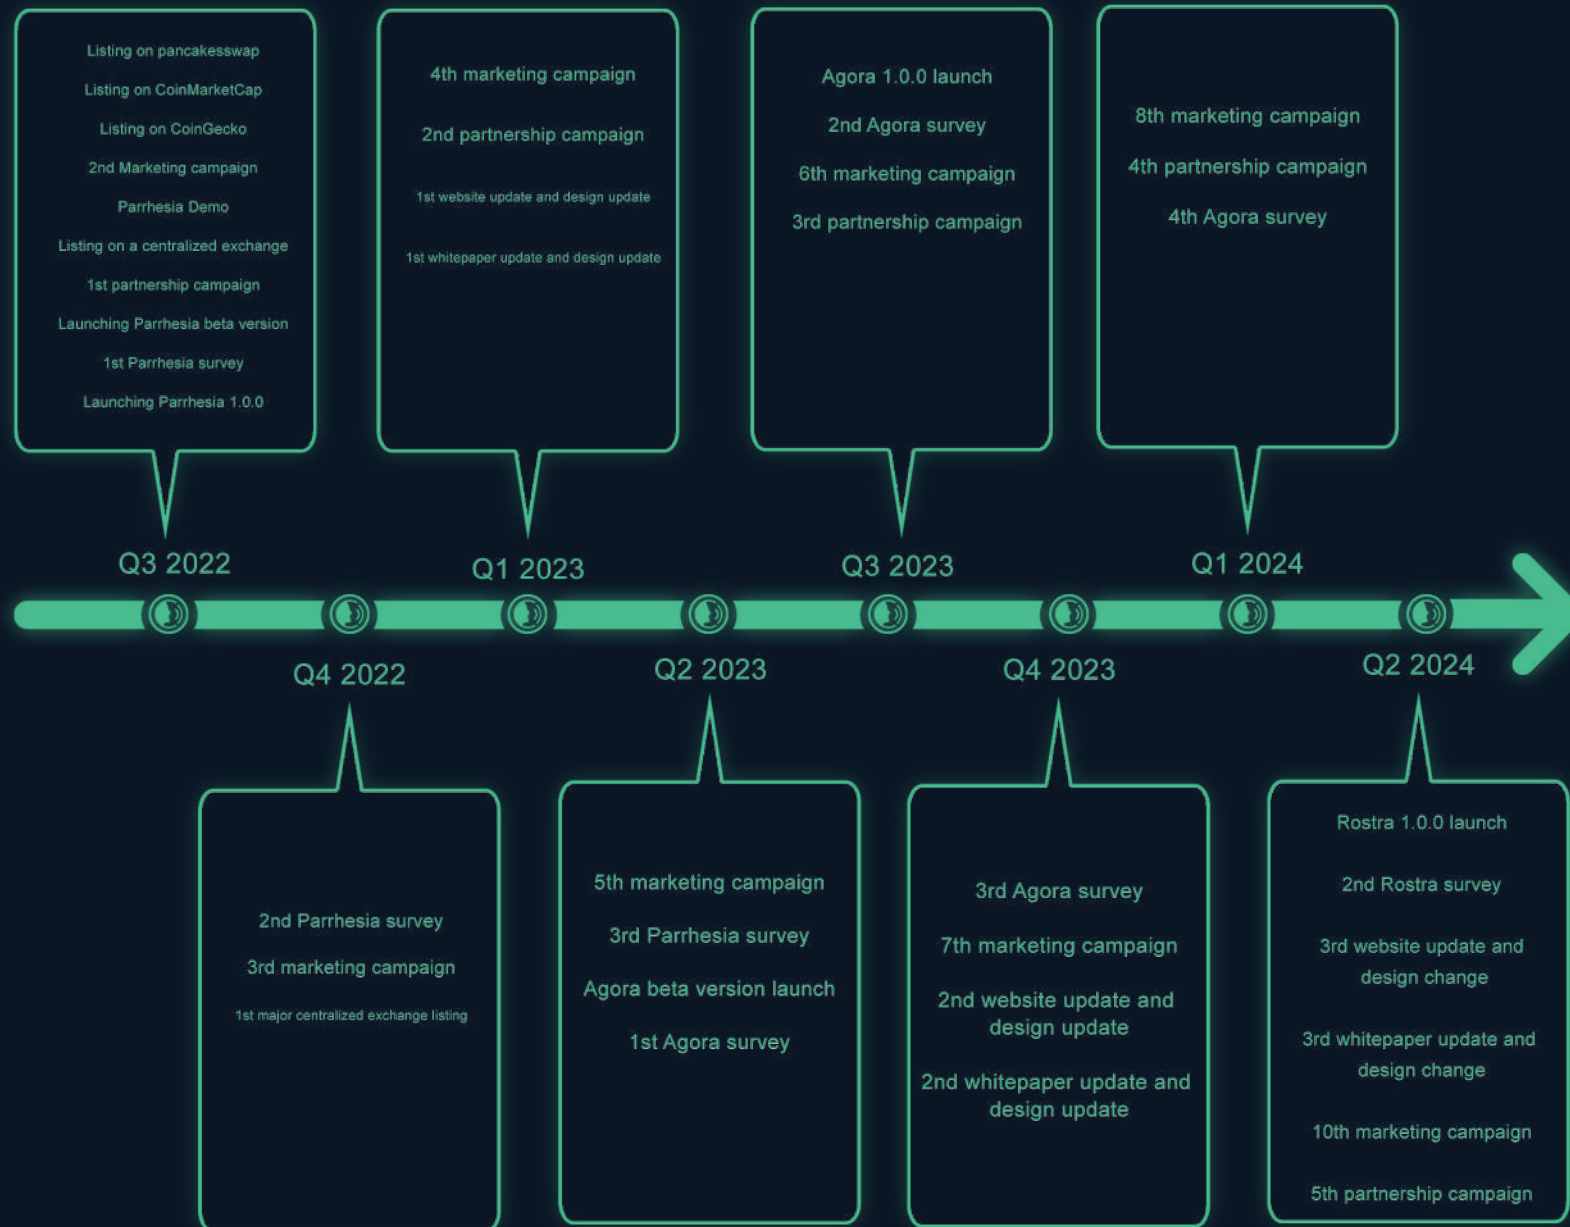 Listing on pancakesswap
Listing on CoinMarketCap
Listing on CoinGecko
2nd Marketing campaign
Parrhesia Demo
Listing on a centralized exchange
1st partnership campaign
Launching Parrhesia beta version
1st Parrhesia survey
Launching Parrhesia 1.0.0
4th marketing campaign
2nd partnership campaign
1st website update and design update
1st whitepaper update and design update
Agora 1.0.0 launch
2nd Agora survey
6th marketing campaign
3rd partnership campaign
8th marketing campaign
4th partnership campaign
4th Agora survey
Q3 2022
Q1 2023
Q3 2023
Q1 2024
Q4 2022
Q2 2023
Q4 2023
Q2 2024
2nd Parrhesia survey
3rd marketing campaign
1st major centralized exchange listing
5th marketing campaign
3rd Parrhesia survey
Agora beta version launch
1st Agora survey
3rd Agora survey
7th marketing campaign
2nd website update and
design update
2nd whitepaper update and
design update
Rostra 1.0.0 launch
2nd Rostra survey
3rd website update and
design change
3rd whitepaper update and
design change
10th marketing campaign
5th partnership campaign